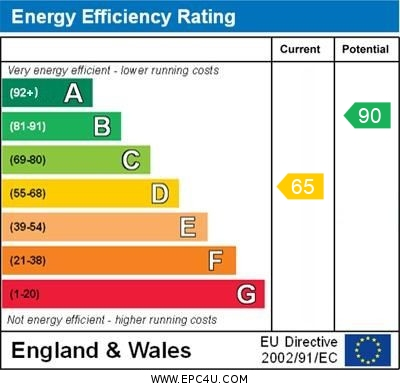 Energy Efficiency Rating
Current Potential
Very energy efficient - lower running costs
(92+) A
(81-91) B
(69-80) C
(55-68) D
(39-54) E
(21-38) F
(1-20) G
90
65
Not energy efficient - higher running costs
England & Wales
EU Directive
2002/91/EC
WWW.EPC4U.COM